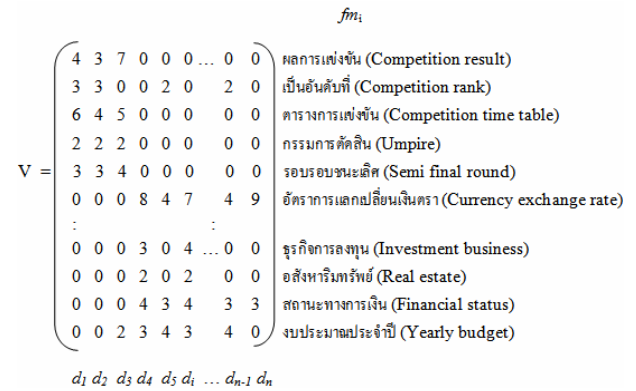 fmi
4 3 7 0 0 0 ... 0 0 ผลการแข่งขัน (Competition result)
3 3 0 0 2 0 2 0 เป็นอันดับที่ (Competition rank)
6 4 5 0 0 0 0 0 ตารางการแข่งขัน (Competition time table)
2 2 2 0 0 0 0 0 กรรมการตัดสิน (Umpire)
V = 3 3 4 0 0 0 0 0 รอบรองชนะเลิศ (Semi final round)
0 0 0 8 4 7 4 9 อัตราการแลกเปลี่ยนเงินตรา (Currency exchange rate)
: :
0 0 0 3 0 4 ... 0 0 ธุรกิจการลงทุน (Investment business)
0 0 0 2 0 2 0 0 อสังหาริมทรัพย์ (Real estate)
0 0 0 4 3 4 3 3 สถานะทางการเงิน (Financial status)
0 0 2 3 4 3 4 0 งบประมาณประจำปี (Yearly budget)
d1 d2 d3 d4 d5 di ... dn-1 dn